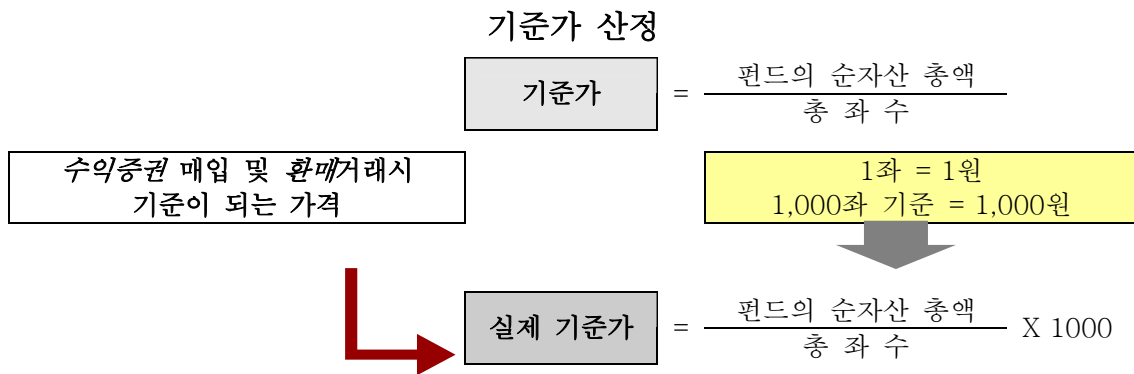 기준가 산정
기준가 = 펀드의 순자산 총액
총 좌 수
수익증권 매입 및 환매거래시
기준이 되는 가격
1좌 = 1원
1,000좌 기준 = 1,000원
실제 기준가 = 펀드의 순자산 총액 X 1000
총 좌 수